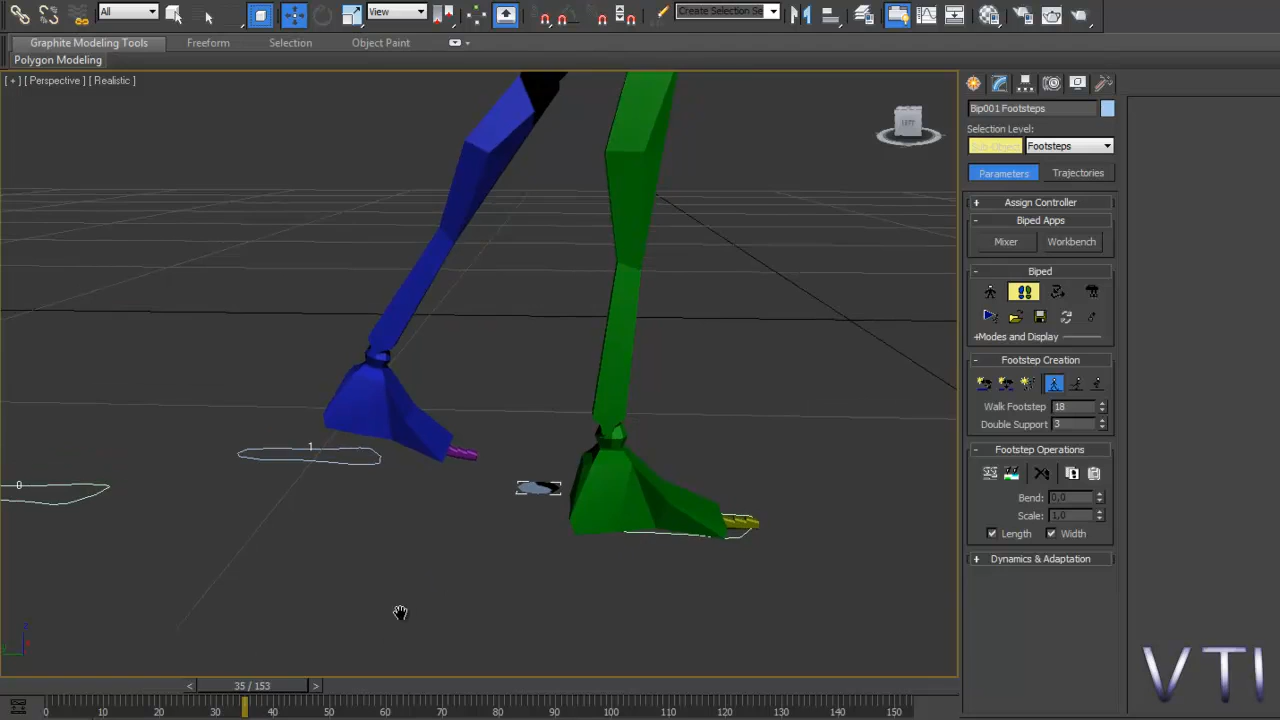 All
View
Create Selection Se
Graphite Modeling Tools
Freeform
Selection
Object Paint
Polygon Modeling
[ + ] [ Perspective ] [ Realistic ]
LEFT
Bip001 Footsteps
Selection Level:
Sub-Object
Footsteps
Parameters
Trajectories
+ Assign Controller
- Biped Apps
Mixer
Workbench
- Biped
+Modes and Display
- Footstep Creation
Walk Footstep 18
Double Support 3
- Footstep Operations
Bend: 0,0
Scale: 1,0
Length Width
+ Dynamics & Adaptation
1
0
z
y
< 35 / 153 >
0 10 20 30 40 50 60 70 80 90 100 110 120 130 140 150
VTI